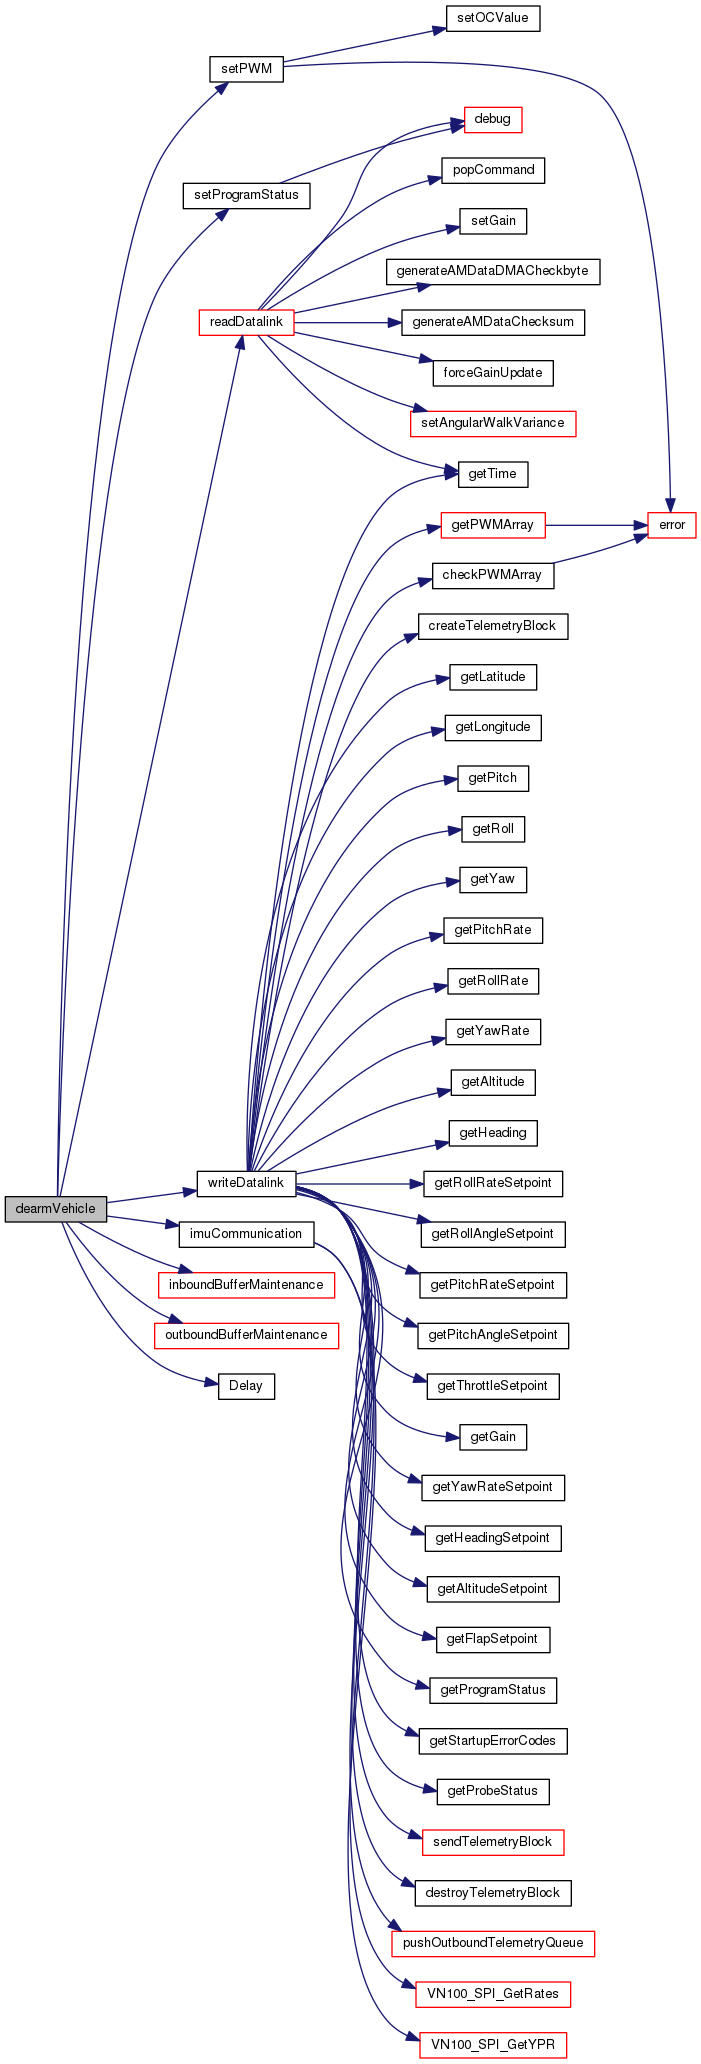 setOCValue
setPWM
debug
popCommand
setProgramStatus
setGain
generateAMDataDMACheckbyte
readDatalink
generateAMDataChecksum
forceGainUpdate
setAngularWalkVariance
getTime
getPWMArray
error
checkPWMArray
createTelemetryBlock
getLatitude
getLongitude
getPitch
getRoll
getYaw
getPitchRate
getRollRate
getYawRate
getAltitude
getHeading
writeDatalink
getRollRateSetpoint
dearmVehicle
imuCommunication
getRollAngleSetpoint
inboundBufferMaintenance
getPitchRateSetpoint
outboundBufferMaintenance
getPitchAngleSetpoint
Delay
getThrottleSetpoint
getGain
getYawRateSetpoint
getHeadingSetpoint
getAltitudeSetpoint
getFlapSetpoint
getProgramStatus
getStartupErrorCodes
getProbeStatus
sendTelemetryBlock
destroyTelemetryBlock
pushOutboundTelemetryQueue
VN100_SPI_GetRates
VN100_SPI_GetYPR